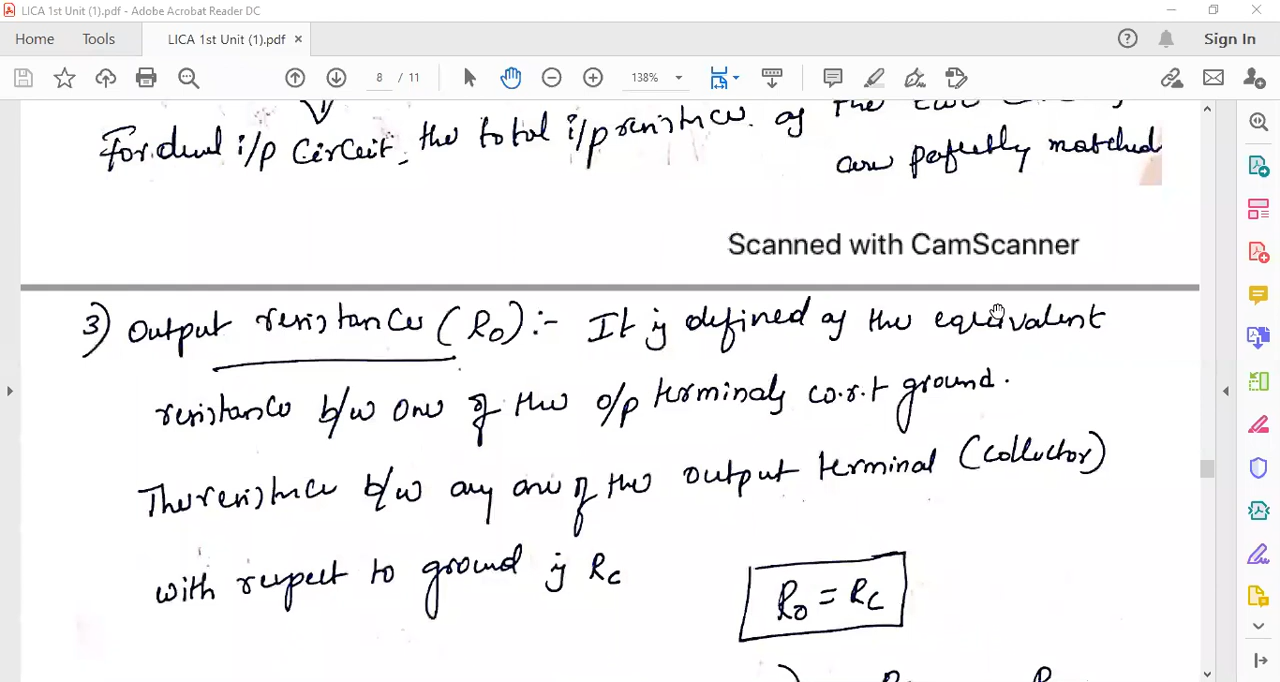 LICA 1st Unit (1).pdf - Adobe Acrobat Reader DC
Home Tools LICA 1st Unit (1).pdf × Sign In
8 / 11 138%
For dual i/p circuit, the total i/p resistance of the
are perfectly matched
Scanned with CamScanner
3) Output resistance (Ro):- It is defined as the equivalent
resistance b/w one of the o/p terminals w.r.t ground.
The resistance b/w any one of the output terminal (collector)
with respect to ground is Rc
Ro = Rc